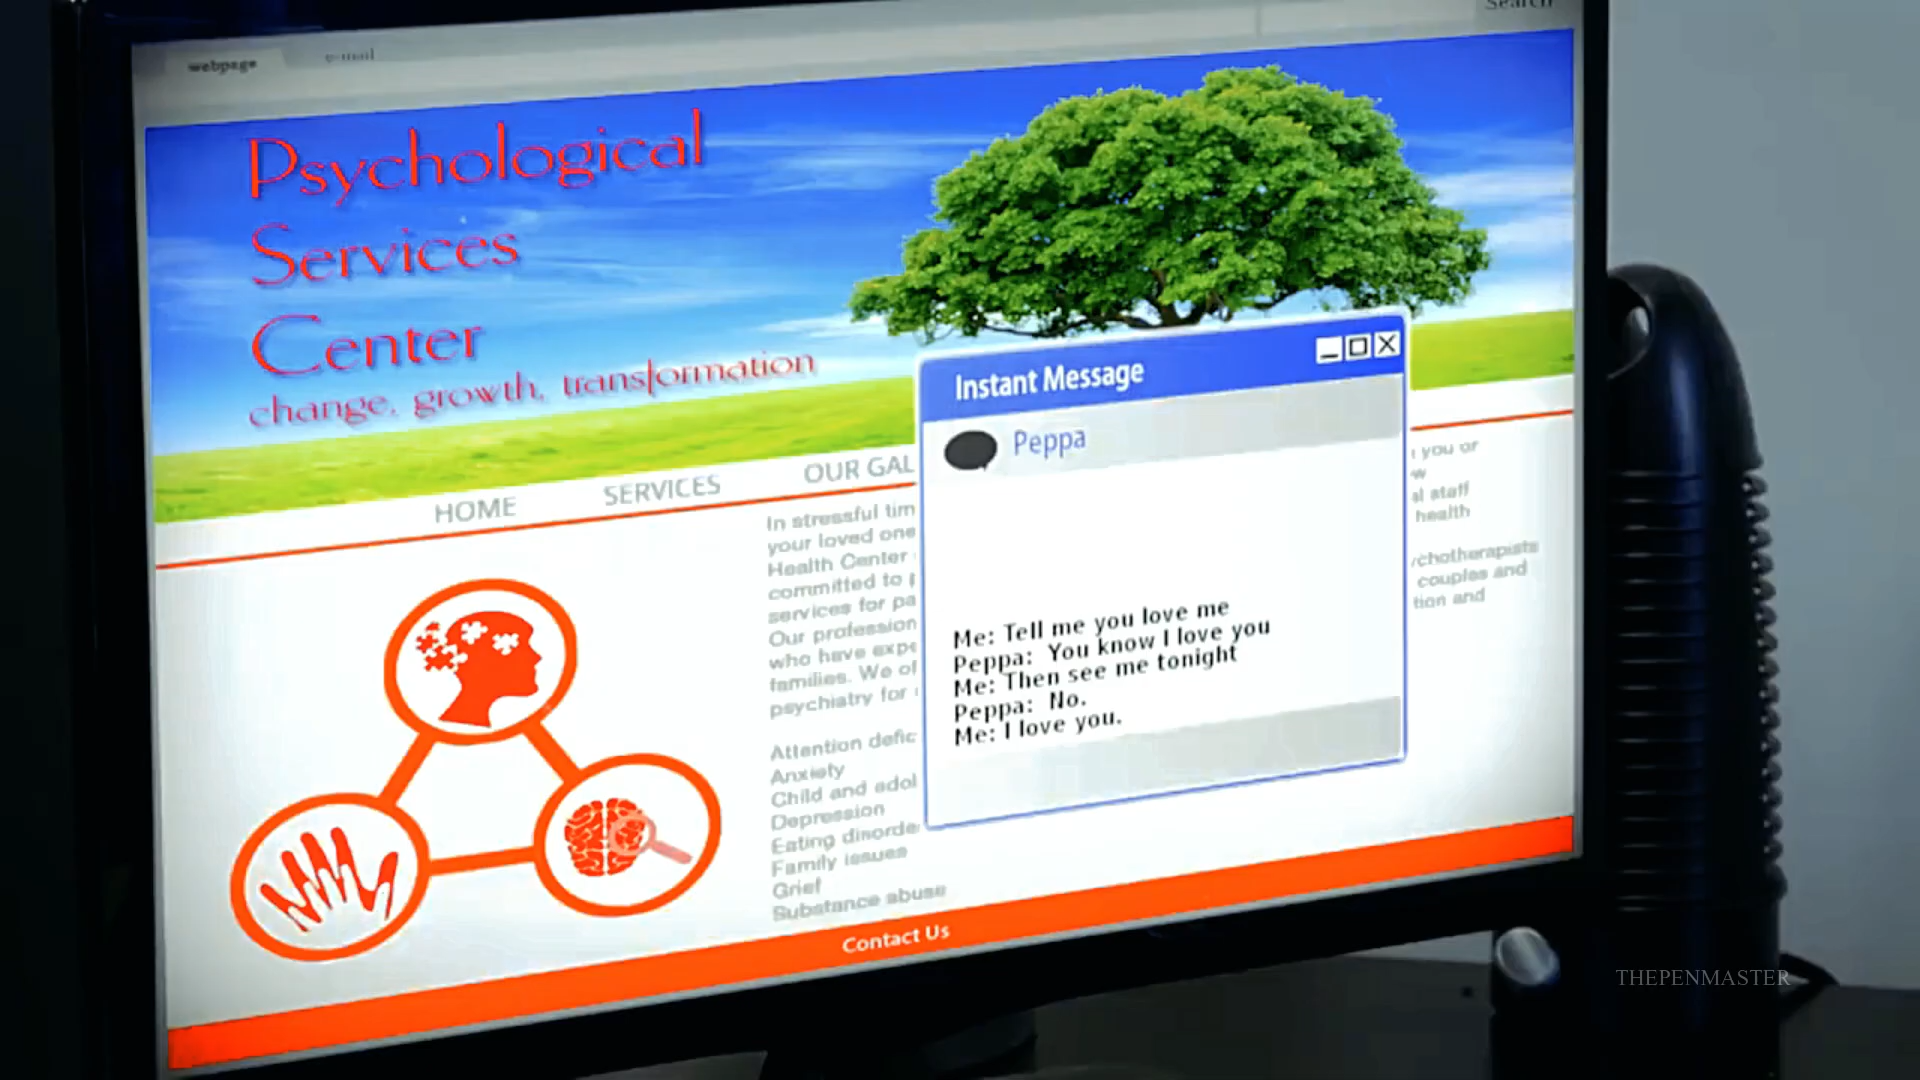 webpage
e-mail
Search
Psychological
Services
Center
change, growth, transformation
HOME
SERVICES
OUR GAL
In stressful tim
your loved one
Health Center
committed to p
services for pa
Our profession
who have expe
families. We of
psychiatry for
Attention defic
Anxiety
Child and adol
Depression
Eating disorde
Family issues
Grief
Substance abuse
you or
w
al staff
health
ychotherapists
couples and
tion and
Instant Message
Peppa
Me: Tell me you love me
Peppa: You know I love you
Me: Then see me tonight
Peppa: No.
Me: I love you.
Contact Us
THEPENMASTER